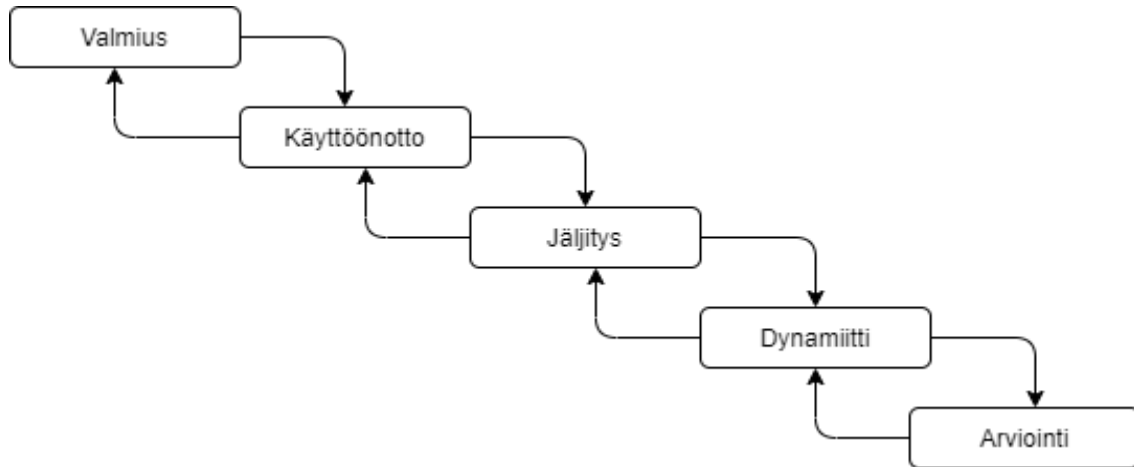 Valmius
Käyttöönotto
Jäljitys
Dynamiitti
Arviointi